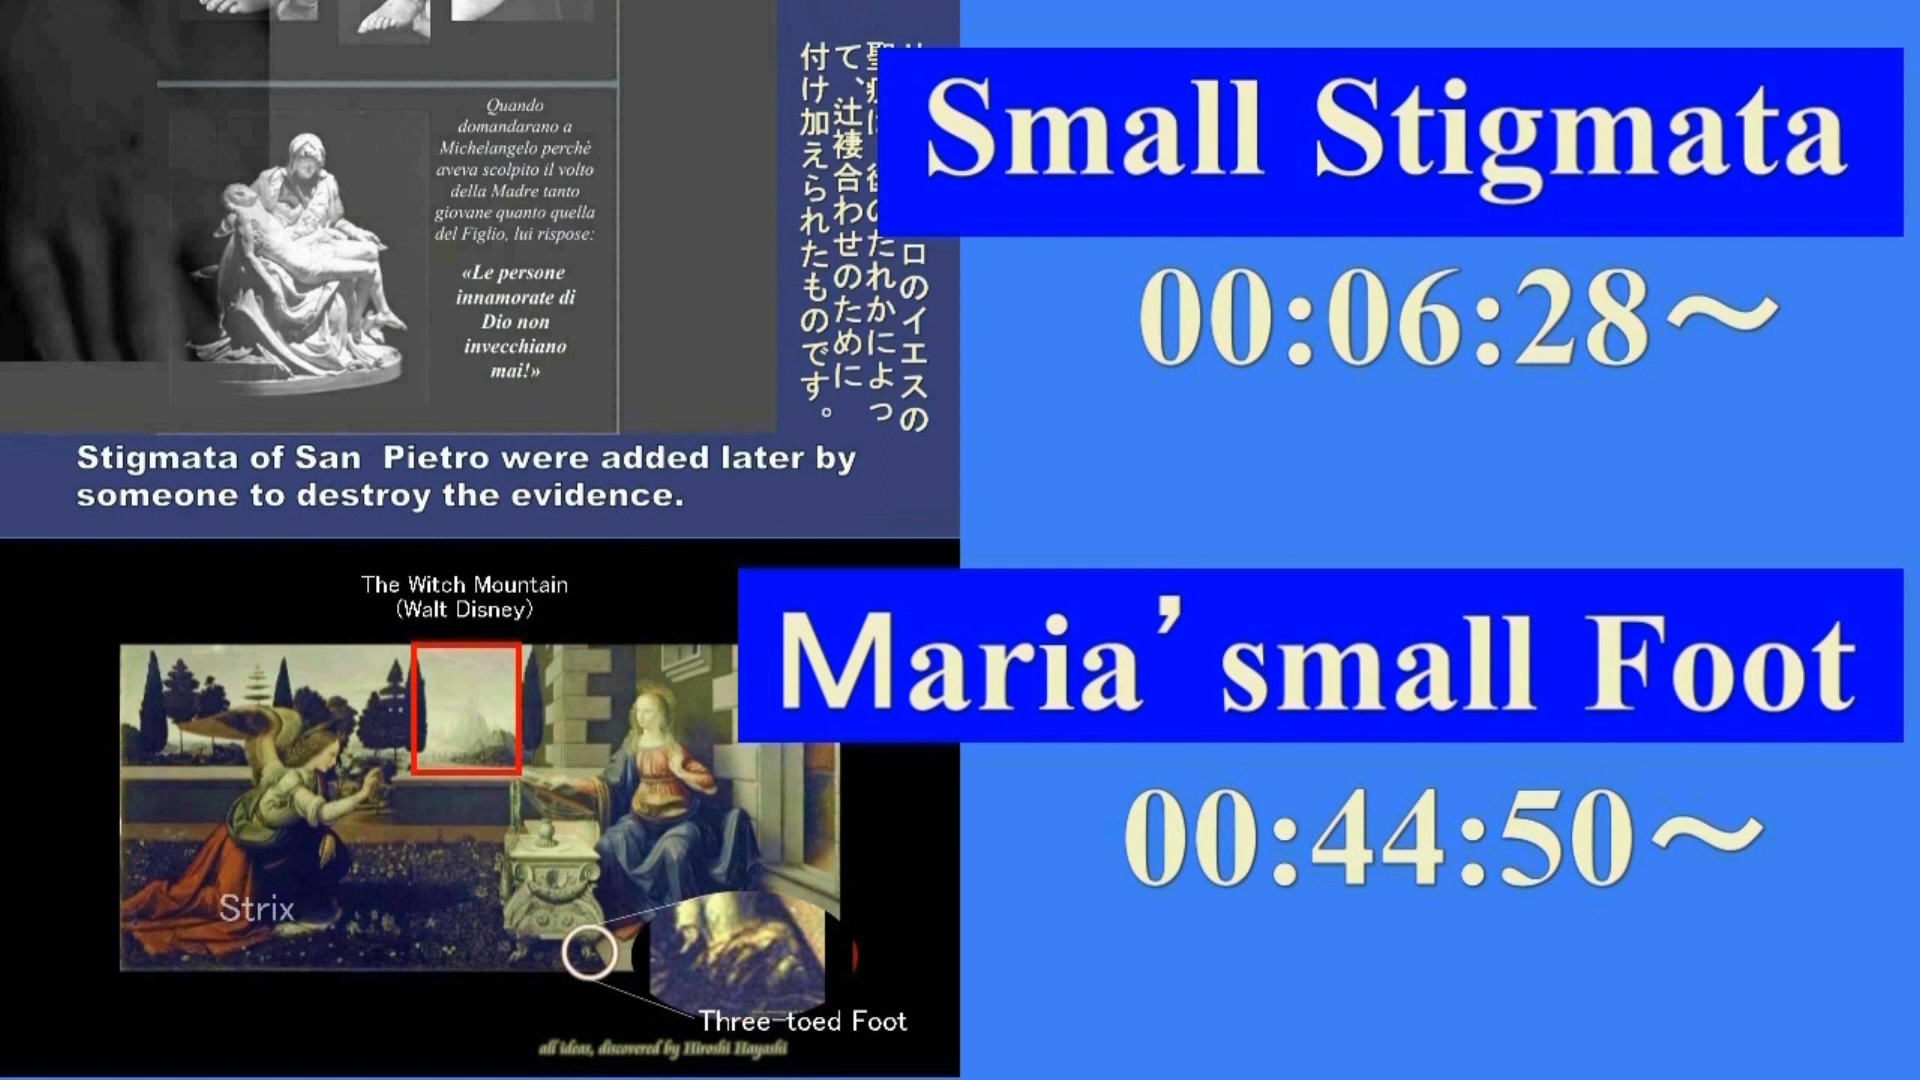 Quando
domandarano a
Michelangelo perchè
aveva scolpito il volto
della Madre tanto
giovane quanto quella
del Figlio, lui rispose:
«Le persone
innamorate di
Dio non
invecchiano
mai!»
ロのイエスの
聖 たれかによっ
て、辻褄合わせのために
付け加えられたものです。
Stigmata of San Pietro were added later by
someone to destroy the evidence.
Small Stigmata
00:06:28～
The Witch Mountain
(Walt Disney)
Maria’small Foot
00:44:50～
Strix
Three-toed Foot
all ideas, discovered by Hiroshi Hayashi